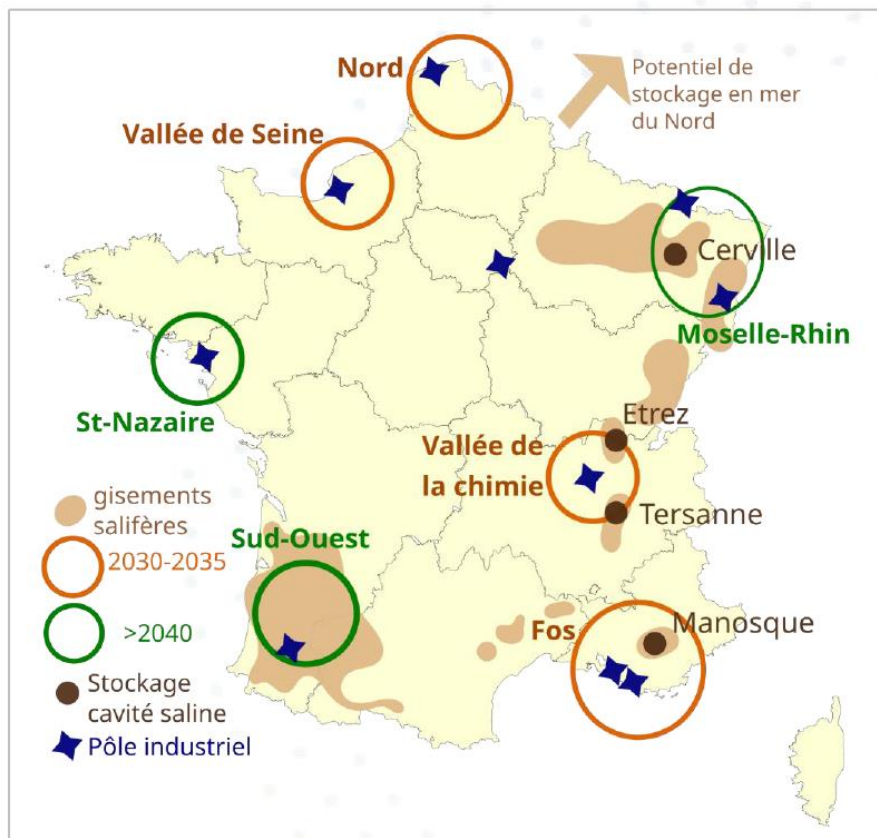 Nord
Potentiel de
stockage en mer
du Nord
Vallée de Seine
Cerville
Moselle-Rhin
St-Nazaire
Etrez
Vallée de
la chimie
Tersanne
gisements
salifères
2030-2035
>2040
Stockage
cavité saline
Pôle industriel
Sud-Ouest
Fos
Manosque